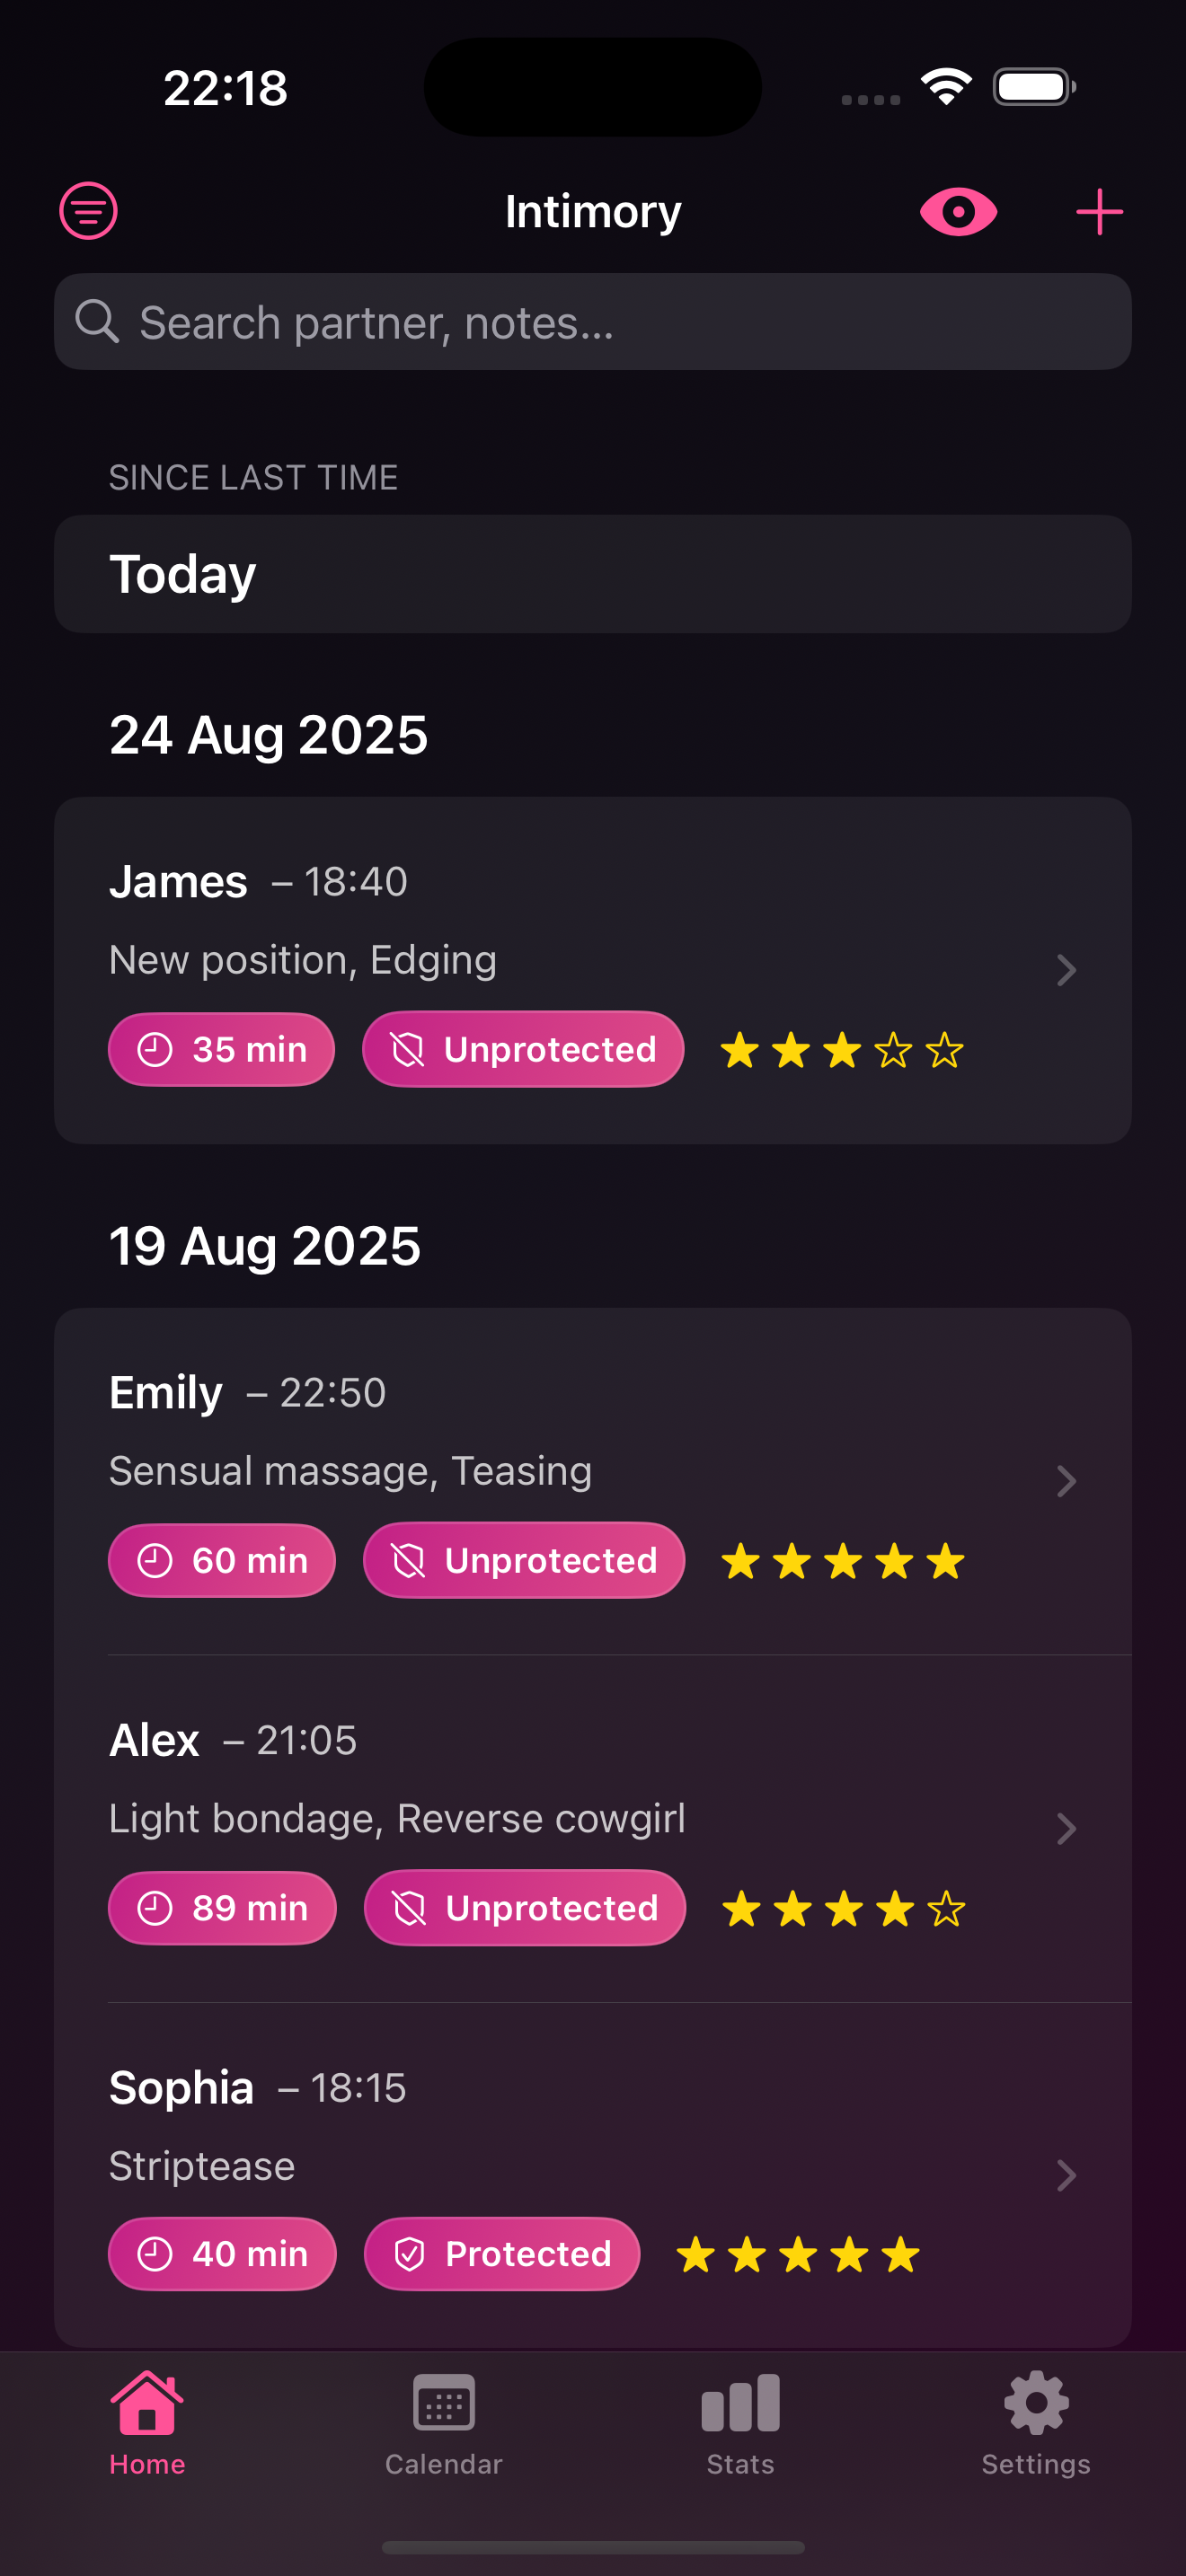 22:18
Intimory
Search partner, notes...
SINCE LAST TIME
Today
24 Aug 2025
James – 18:40
New position, Edging
35 min Unprotected
19 Aug 2025
Emily – 22:50
Sensual massage, Teasing
60 min Unprotected
Alex – 21:05
Light bondage, Reverse cowgirl
89 min Unprotected
Sophia – 18:15
Striptease
40 min Protected
Home Calendar Stats Settings